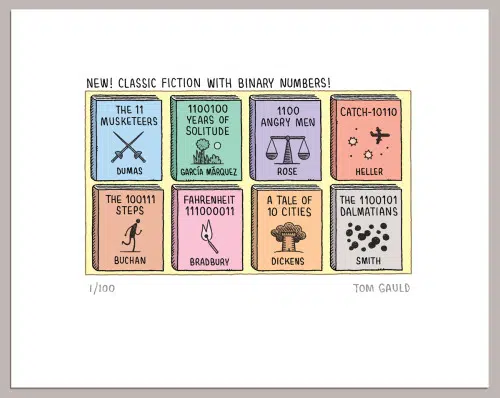 NEW! CLASSIC FICTION WITH BINARY NUMBERS!
THE 11
MUSKETEERS
DUMAS
1100100
YEARS OF
SOLITUDE
GARCÍA MÁRQUEZ
1100
ANGRY MEN
ROSE
CATCH-10110
HELLER
THE 100111
STEPS
BUCHAN
FAHRENHEIT
111000011
BRADBURY
A TALE OF
10 CITIES
DICKENS
THE 1100101
DALMATIANS
SMITH
1/100
TOM GAULD